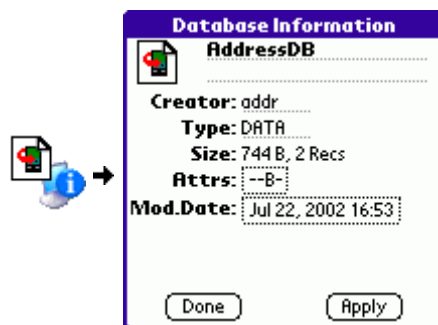 Database Information
AddressDB
Creator: addr
Type: DATA
Size: 744 B, 2 Recs
Attrs: --B-
Mod.Date: Jul 22, 2002 16:53
Done Apply